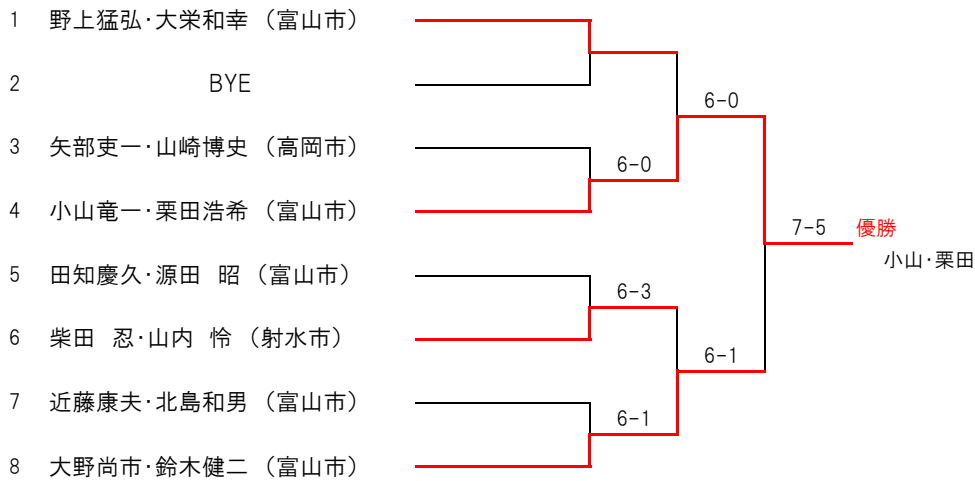 1 野上猛弘・大栄和幸 （富山市）
2 BYE
6-0
3 矢部吏一・山崎博史 （高岡市）
6-0
4 小山竜一・栗田浩希 （富山市）
7-5 優勝
小山・栗田
5 田知慶久・源田　昭 （富山市）
6-3
6 柴田　忍・山内　怜 （射水市）
6-1
7 近藤康夫・北島和男 （富山市）
6-1
8 大野尚市・鈴木健二 （富山市）